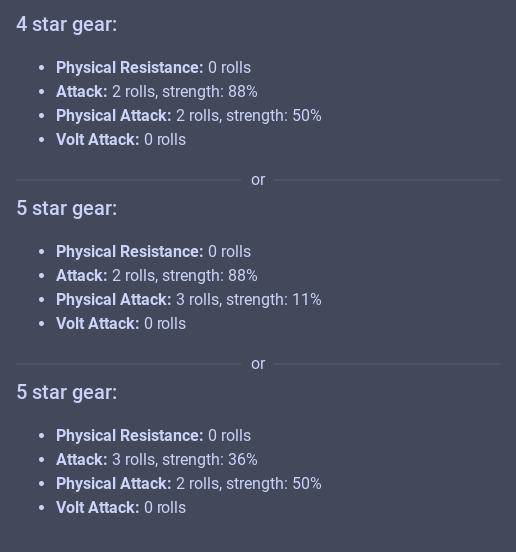 4 star gear:
Physical Resistance: 0 rolls
Attack: 2 rolls, strength: 88%
Physical Attack: 2 rolls, strength: 50%
Volt Attack: 0 rolls
or
5 star gear:
Physical Resistance: 0 rolls
Attack: 2 rolls, strength: 88%
Physical Attack: 3 rolls, strength: 11%
Volt Attack: 0 rolls
or
5 star gear:
Physical Resistance: 0 rolls
Attack: 3 rolls, strength: 36%
Physical Attack: 2 rolls, strength: 50%
Volt Attack: 0 rolls